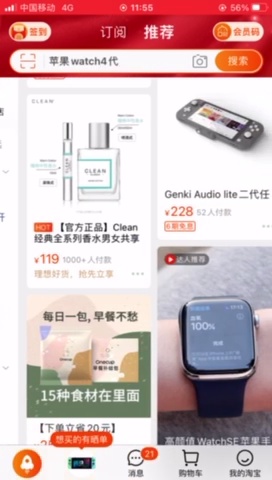 中国移动 4G
11:55
签到
订阅
推荐
会员码
苹果watch4代
搜索
CLEAN
CLEAN
HOT 【官方正品】Clean
经典全系列香水男女共享
¥119 1000+人付款
理想好货，抢先立享
Genki Audio lite二代任
¥228 52人付款
6期免息
达人推荐
100%
每日一包, 早餐不愁
Onecup
早餐补给垫
15种食材在里面
【下单立省20元】
高颜值WatchSE苹果手
想买的有晒单
21
消息
购物车
我的淘宝